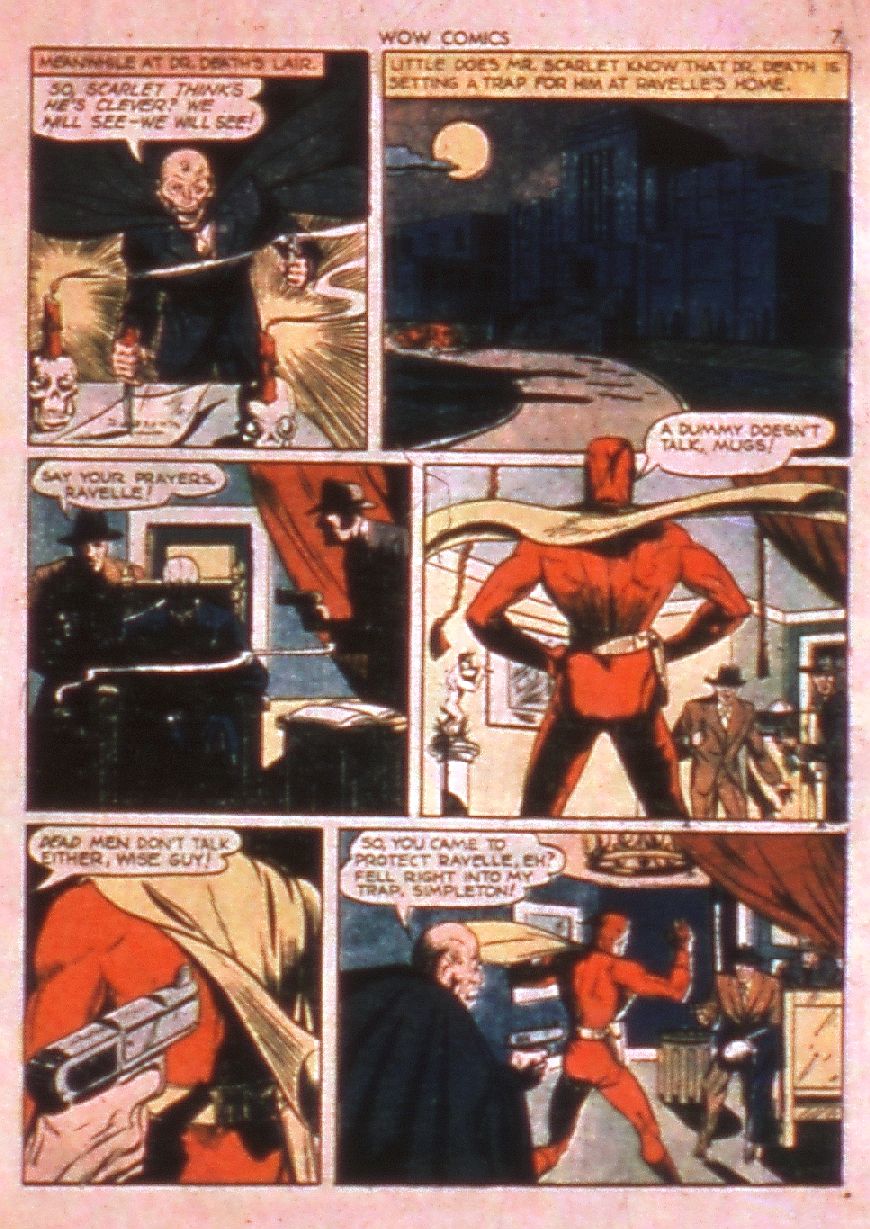 WOW COMICS 7
MEANWHILE AT DR. DEATH'S LAIR.
SO, SCARLET THINKS
HE'S CLEVER? WE
WILL SEE—WE WILL SEE!
LITTLE DOES MR. SCARLET KNOW THAT DR. DEATH IS
SETTING A TRAP FOR HIM AT RAVELLE'S HOME.
SAY YOUR PRAYERS,
RAVELLE!
A DUMMY DOESN'T
TALK, MUGS!
DEAD MEN DON'T TALK
EITHER, WISE GUY!
SO, YOU CAME TO
PROTECT RAVELLE, EH?
FELL RIGHT INTO MY
TRAP, SIMPLETON!